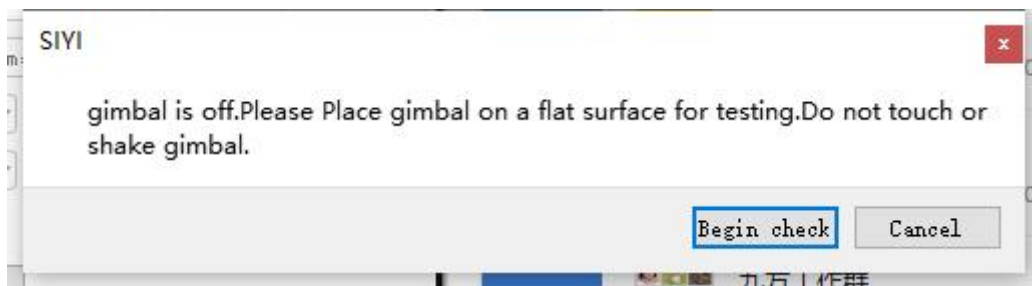 SIYI
m:
gimbal is off.Please Place gimbal on a flat surface for testing.Do not touch or
shake gimbal.
Begin check
Cancel